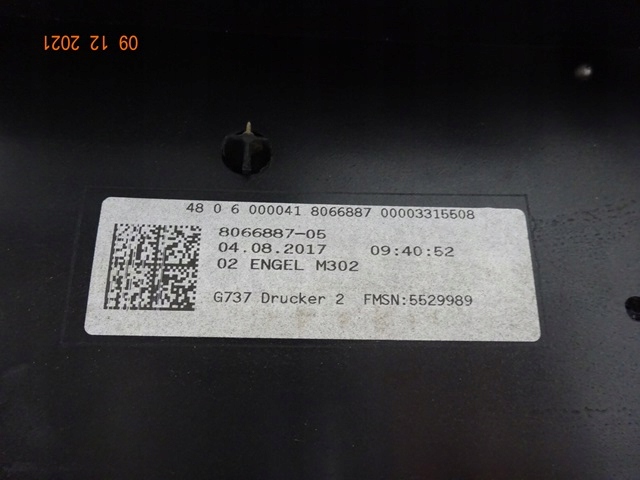 09 12 2021
48 0 6 000041 8066887 00003315508
8066887-05
04.08.2017 09:40:52
02 ENGEL M302
G737 Drucker 2 FMSN:5529989